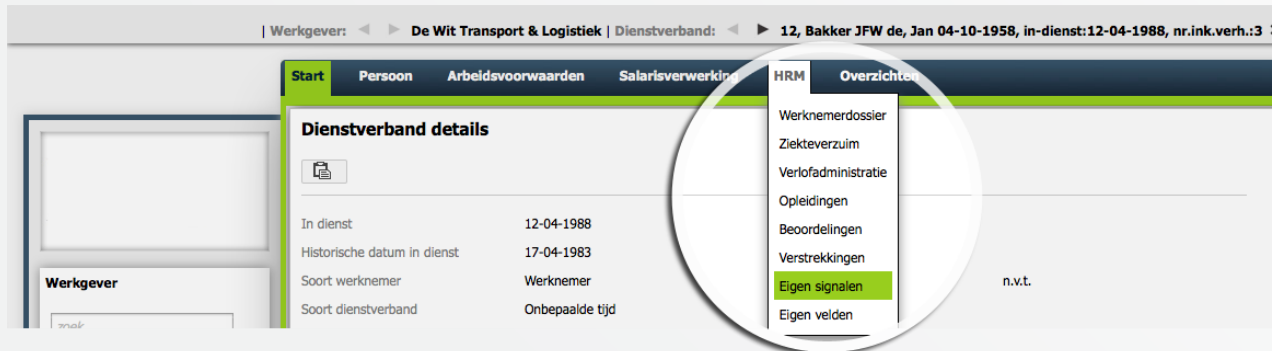 | Werkgever: De Wit Transport & Logistiek | Dienstverband: 12, Bakker JFW de, Jan 04-10-1958, in-dienst:12-04-1988, nr.ink.verh.:3
Start Persoon Arbeidsvoorwaarden Salarisverwerking HRM Overzichten
Werknemerdossier
Ziekteverzuim
Verlofadministratie
Opleidingen
Beoordelingen
Verstrekkingen
Eigen signalen
Eigen velden
Dienstverband details
In dienst 12-04-1988
Historische datum in dienst 17-04-1983
Soort werknemer Werknemer n.v.t.
Soort dienstverband Onbepaalde tijd
Werkgever
zoek